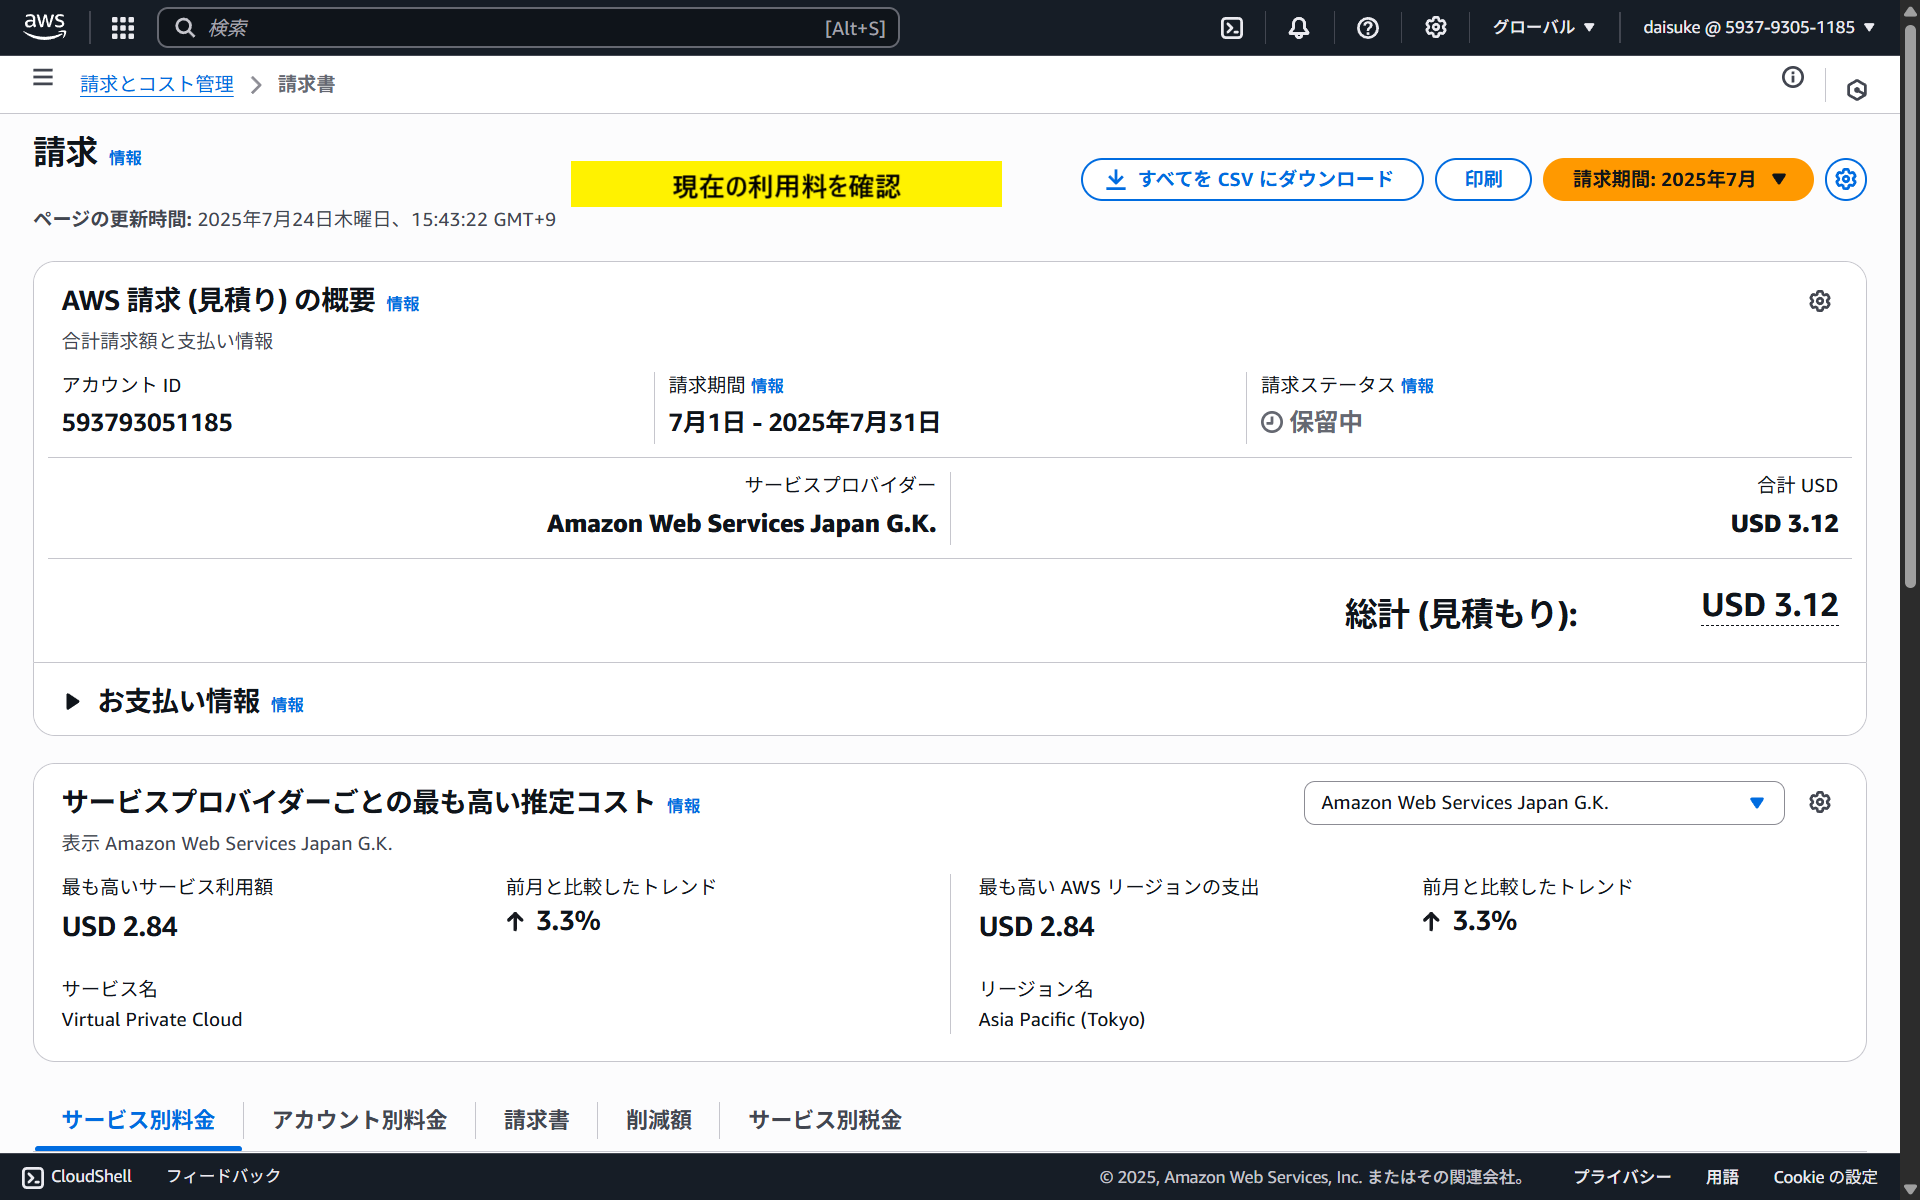 aws
検索
[Alt+S]
グローバル ▼
daisuke @ 5937-9305-1185 ▼
請求とコスト管理 > 請求書
請求 情報
現在の利用料を確認
すべてを CSV にダウンロード
印刷
請求期間: 2025年7月 ▼
ページの更新時間: 2025年7月24日木曜日、15:43:22 GMT+9
AWS 請求 (見積り) の概要 情報
合計請求額と支払い情報
アカウント ID
593793051185
請求期間 情報
7月1日 - 2025年7月31日
請求ステータス 情報
保留中
サービスプロバイダー
Amazon Web Services Japan G.K.
合計 USD
USD 3.12
総計 (見積もり):
USD 3.12
お支払い情報 情報
サービスプロバイダーごとの最も高い推定コスト 情報
Amazon Web Services Japan G.K.
表示 Amazon Web Services Japan G.K.
最も高いサービス利用額
USD 2.84
前月と比較したトレンド
↑ 3.3%
最も高い AWS リージョンの支出
USD 2.84
前月と比較したトレンド
↑ 3.3%
サービス名
Virtual Private Cloud
リージョン名
Asia Pacific (Tokyo)
サービス別料金
アカウント別料金
請求書
削減額
サービス別税金
CloudShell
フィードバック
© 2025, Amazon Web Services, Inc. またはその関連会社。
プライバシー
用語
Cookie の設定